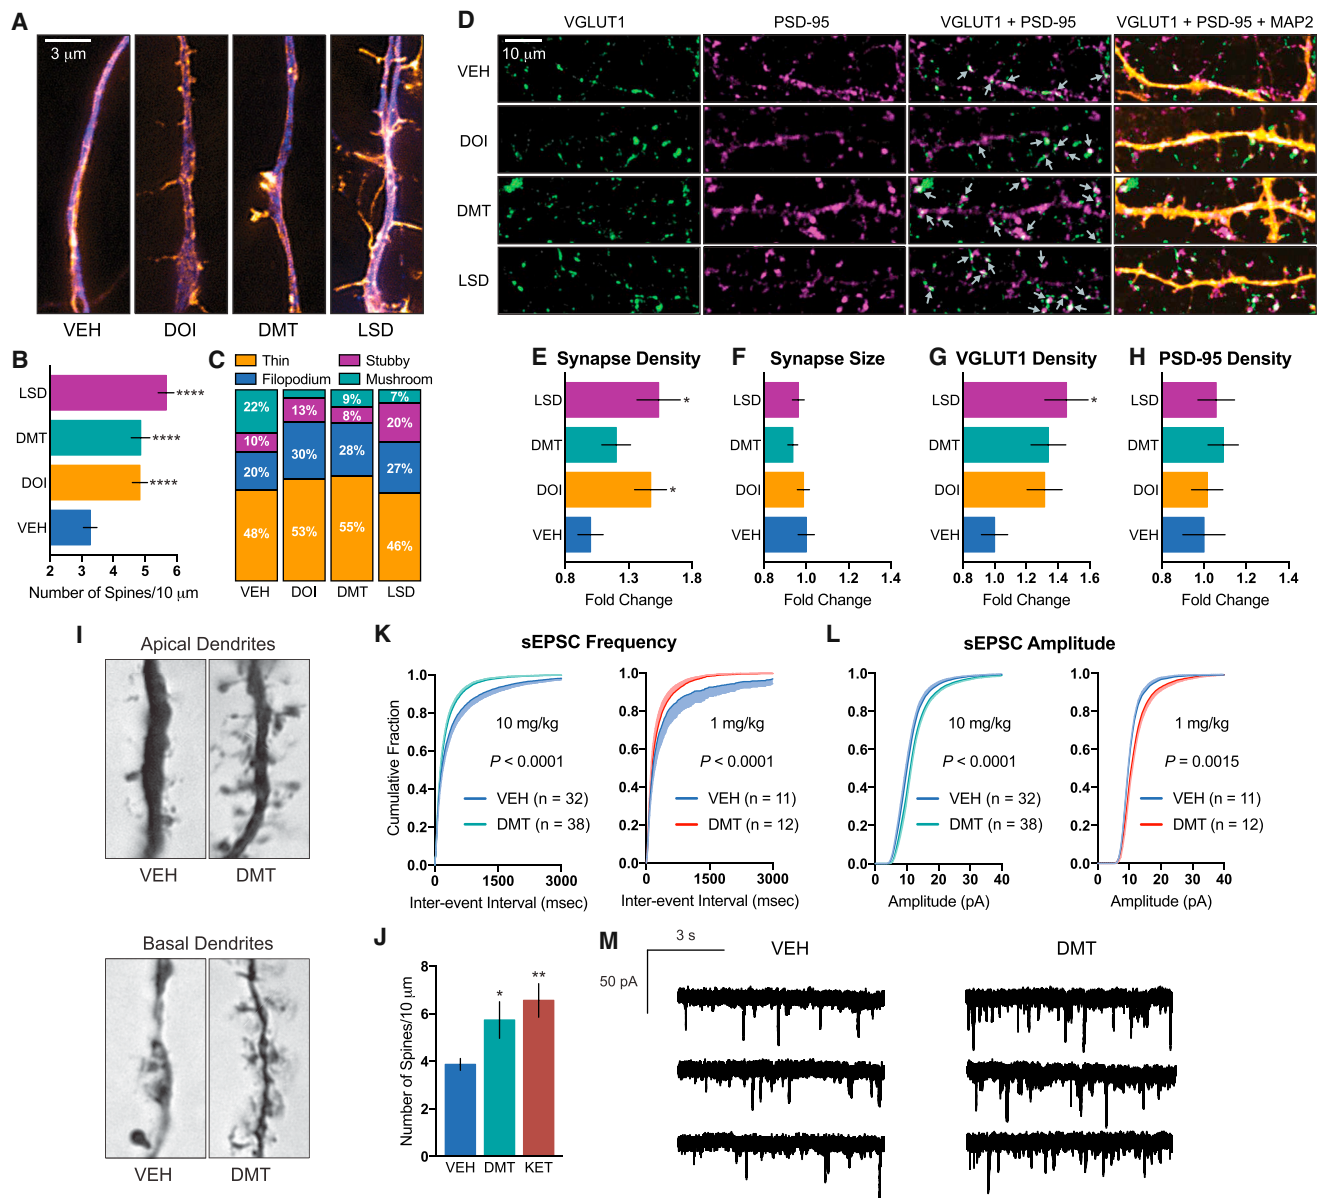 A
3 μm
VEH
DOI
DMT
LSD
B
LSD
****
DMT
****
DOI
****
VEH
2
3
4
5
6
Number of Spines/10 μm
C
Thin
Stubby
Filopodium
Mushroom
22%
10%
20%
48%
13%
30%
53%
9%
8%
28%
55%
7%
20%
27%
46%
VEH
DOI
DMT
LSD
D
VGLUT1
PSD-95
VGLUT1 + PSD-95
VGLUT1 + PSD-95 + MAP2
10 μm
VEH
DOI
DMT
LSD
E
Synapse Density
LSD
*
DMT
DOI
*
VEH
0.8
1.3
1.8
Fold Change
F
Synapse Size
LSD
DMT
DOI
VEH
0.8
1.0
1.2
1.4
Fold Change
G
VGLUT1 Density
LSD
*
DMT
DOI
VEH
0.8
1.0
1.2
1.4
1.6
Fold Change
H
PSD-95 Density
LSD
DMT
DOI
VEH
0.8
1.0
1.2
1.4
Fold Change
I
Apical Dendrites
VEH
DMT
Basal Dendrites
VEH
DMT
J
Number of Spines/10 μm
8
6
4
2
0
*
**
VEH
DMT
KET
K
sEPSC Frequency
Cumulative Fraction
1.0
0.8
0.6
0.4
0.2
0.0
10 mg/kg
P < 0.0001
VEH (n = 32)
DMT (n = 38)
0
1500
3000
Inter-event Interval (msec)
1.0
0.8
0.6
0.4
0.2
0.0
1 mg/kg
P < 0.0001
VEH (n = 11)
DMT (n = 12)
0
1500
3000
Inter-event Interval (msec)
L
sEPSC Amplitude
1.0
0.8
0.6
0.4
0.2
0.0
10 mg/kg
P < 0.0001
VEH (n = 32)
DMT (n = 38)
0
10
20
30
40
Amplitude (pA)
1.0
0.8
0.6
0.4
0.2
0.0
1 mg/kg
P = 0.0015
VEH (n = 11)
DMT (n = 12)
0
10
20
30
40
Amplitude (pA)
M
3 s
50 pA
VEH
DMT